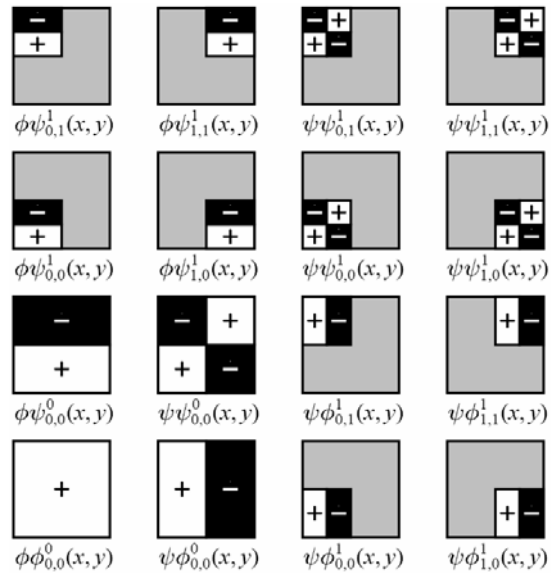 − − − + − +
+ + + − + −
ϕψ¹₀,₁(x, y) ϕψ¹₁,₁(x, y) ψψ¹₀,₁(x, y) ψψ¹₁,₁(x, y)
− − − + − +
+ + + − + −
ϕψ¹₀,₀(x, y) ϕψ¹₁,₀(x, y) ψψ¹₀,₀(x, y) ψψ¹₁,₀(x, y)
− − + + − + −
+ + −
ϕψ⁰₀,₀(x, y) ψψ⁰₀,₀(x, y) ψϕ¹₀,₁(x, y) ψϕ¹₁,₁(x, y)
+ + − + − + −
ϕϕ⁰₀,₀(x, y) ψϕ⁰₀,₀(x, y) ψϕ¹₀,₀(x, y) ψϕ¹₁,₀(x, y)